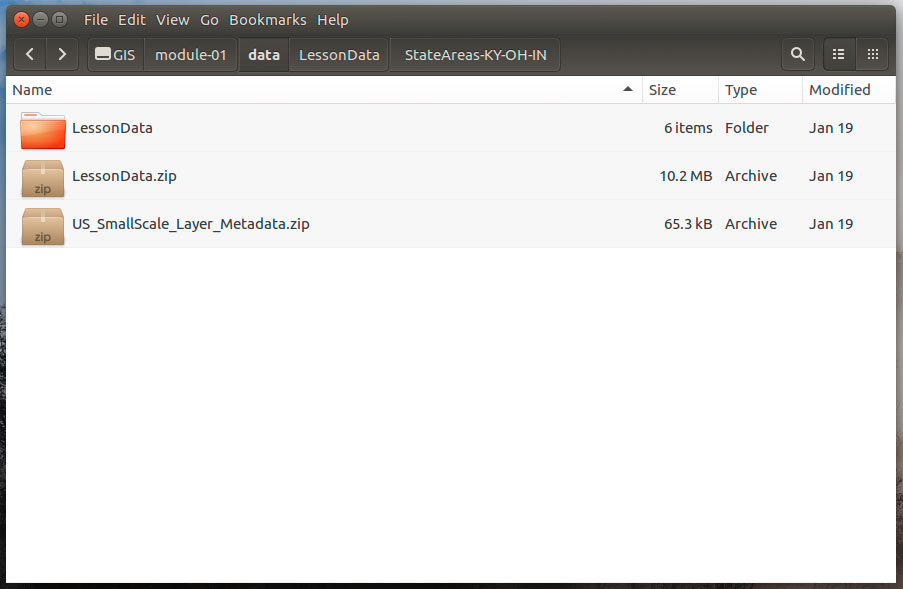 File Edit View Go Bookmarks Help
GIS module-01 data LessonData StateAreas-KY-OH-IN
Name Size Type Modified
LessonData 6 items Folder Jan 19
zip LessonData.zip 10.2 MB Archive Jan 19
zip US_SmallScale_Layer_Metadata.zip 65.3 kB Archive Jan 19